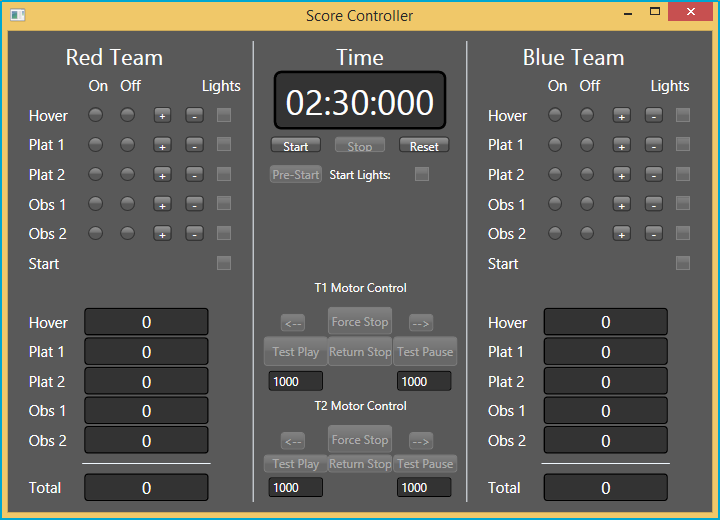 Score Controller
Red Team
On Off Lights
Hover + -
Plat 1 + -
Plat 2 + -
Obs 1 + -
Obs 2 + -
Start
Hover 0
Plat 1 0
Plat 2 0
Obs 1 0
Obs 2 0
Total 0
Time
02:30:000
Start Stop Reset
Pre-Start Start Lights:
T1 Motor Control
<-- Force Stop -->
Test Play Return Stop Test Pause
1000 1000
T2 Motor Control
<-- Force Stop -->
Test Play Return Stop Test Pause
1000 1000
Blue Team
On Off Lights
Hover + -
Plat 1 + -
Plat 2 + -
Obs 1 + -
Obs 2 + -
Start
Hover 0
Plat 1 0
Plat 2 0
Obs 1 0
Obs 2 0
Total 0